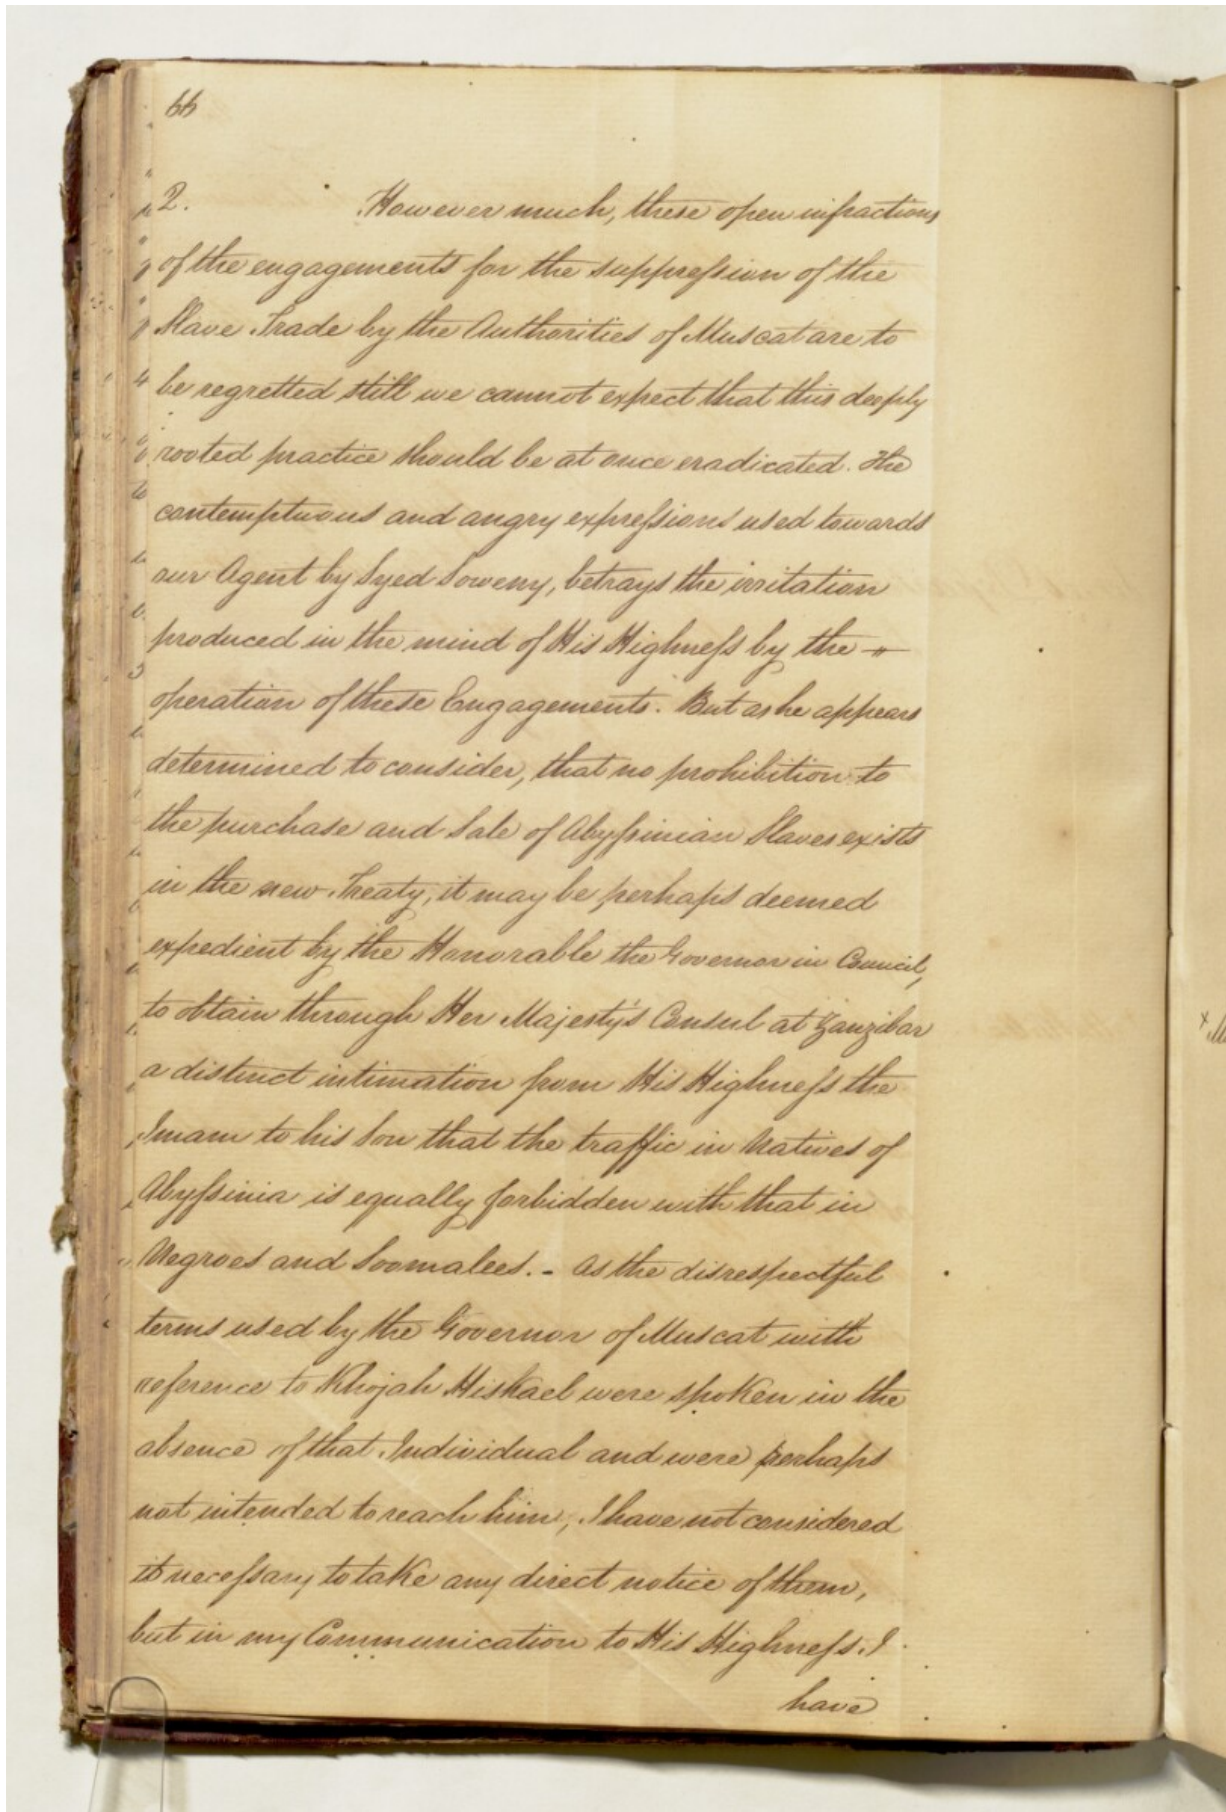 66
2. However much, these open infractions
of the engagements for the suppreſsion of the
Slave Trade by the Authorities of Muscat are to
be regretted still we cannot expect that this deeply
rooted practice should be at once eradicated. The
contemptuous and angry expreſsions used towards
our Agent by Syed Soweny, betrays the irritation
produced in the mind of His Highneſs by the
operation of these Engagements. But as he appears
determined to consider, that no prohibition to
the purchase and Sale of Abyſsinian Slaves exists
in the new Treaty, it may be perhaps deemed
expedient by the Honorable the Governor in Council,
to obtain through Her Majesty's Consul at Zanzibar
a distinct intimation from His Highneſs the
Imam to his Son that the traffic in Natives of
Abyſsinia is equally forbidden with that in
Negroes and Soomalees. - As the disrespectful
terms used by the Governor of Muscat with
reference to Khojah Hiskael were spoken in the
absence of that Individual and were perhaps
not intended to reach him, I have not considered
it neceſsary to take any direct notice of them,
but in my Communication to His Highneſs I
have